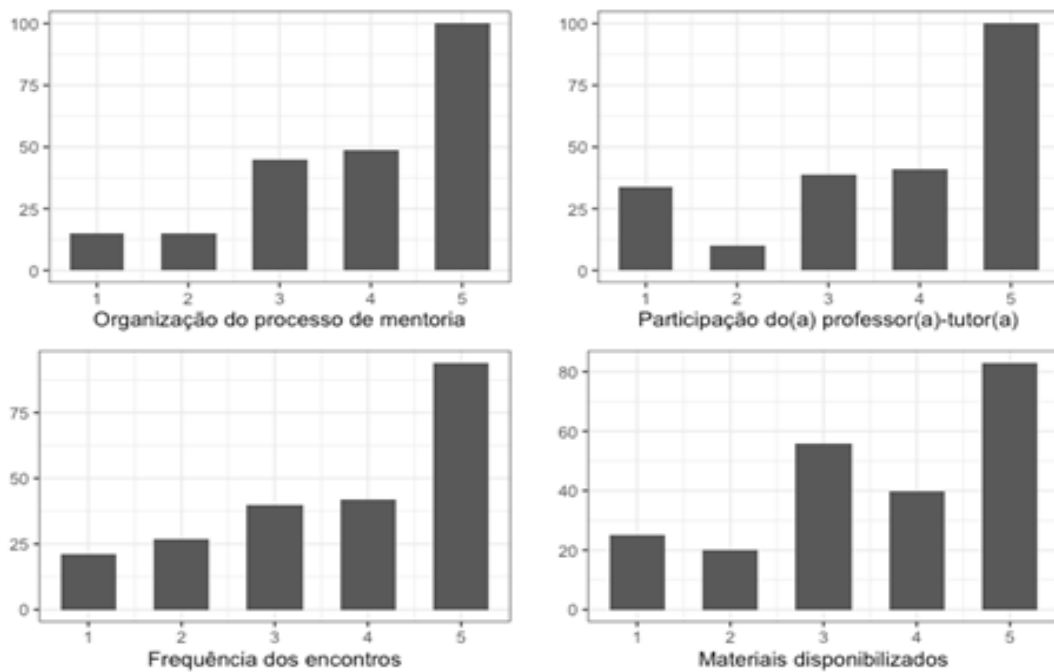 100
75
50
25
0
1 2 3 4 5
Organização do processo de mentoria
100
75
50
25
0
1 2 3 4 5
Participação do(a) professor(a)-tutor(a)
75
50
25
0
1 2 3 4 5
Frequência dos encontros
80
60
40
20
0
1 2 3 4 5
Materiais disponibilizados